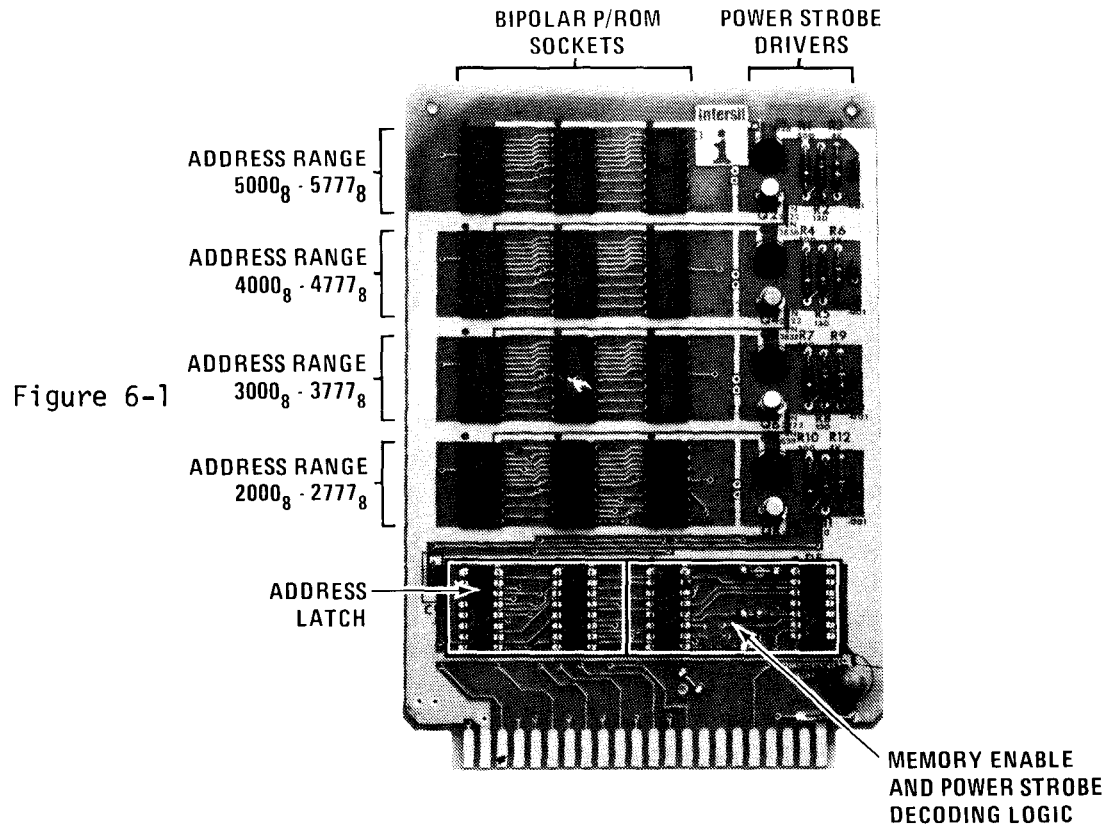 BIPOLAR P/ROM
SOCKETS
POWER STROBE
DRIVERS
Intersil
i
ADDRESS RANGE
5000₈ - 5777₈
ADDRESS RANGE
4000₈ - 4777₈
R4 R6
R5
Figure 6-1
ADDRESS RANGE
3000₈ - 3777₈
R7 R9
ADDRESS RANGE
2000₈ - 2777₈
R10 R12
ADDRESS
LATCH
MEMORY ENABLE
AND POWER STROBE
DECODING LOGIC